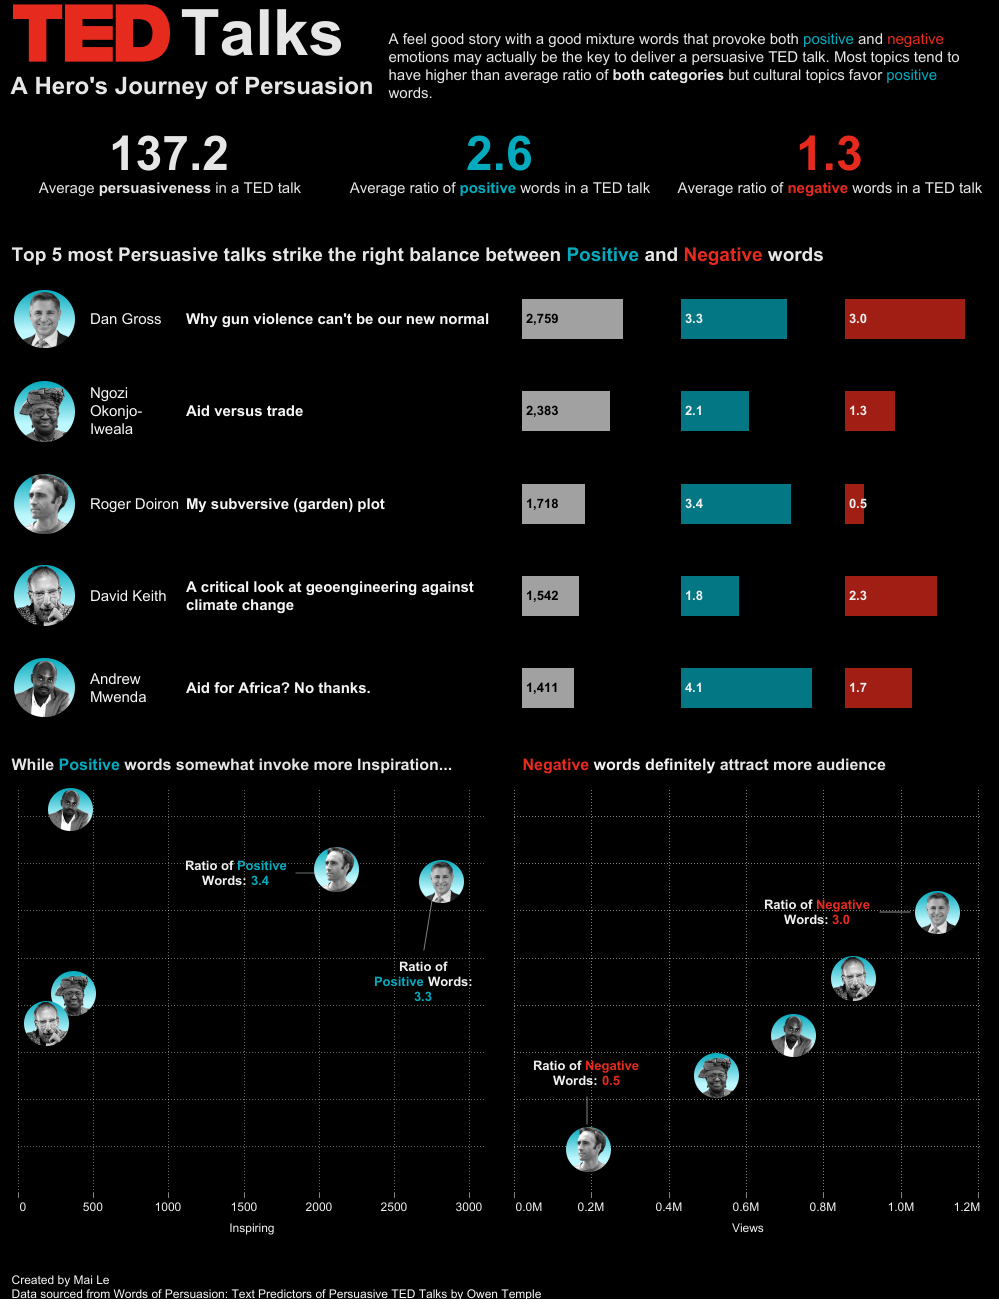 TED Talks
A Hero's Journey of Persuasion
A feel good story with a good mixture words that provoke both positive and negative
emotions may actually be the key to deliver a persuasive TED talk. Most topics tend to
have higher than average ratio of both categories but cultural topics favor positive
words.
137.2
Average persuasiveness in a TED talk
2.6
Average ratio of positive words in a TED talk
1.3
Average ratio of negative words in a TED talk
Top 5 most Persuasive talks strike the right balance between Positive and Negative words
Dan Gross
Why gun violence can't be our new normal
2,759
3.3
3.0
Ngozi
Okonjo-
Iweala
Aid versus trade
2,383
2.1
1.3
Roger Doiron
My subversive (garden) plot
1,718
3.4
0.5
David Keith
A critical look at geoengineering against
climate change
1,542
1.8
2.3
Andrew
Mwenda
Aid for Africa? No thanks.
1,411
4.1
1.7
While Positive words somewhat invoke more Inspiration...
Ratio of Positive
Words: 3.4
Ratio of
Positive Words:
3.3
0 500 1000 1500 2000 2500 3000
Inspiring
Negative words definitely attract more audience
Ratio of Negative
Words: 3.0
Ratio of Negative
Words: 0.5
0.0M 0.2M 0.4M 0.6M 0.8M 1.0M 1.2M
Views
Created by Mai Le
Data sourced from Words of Persuasion: Text Predictors of Persuasive TED Talks by Owen Temple